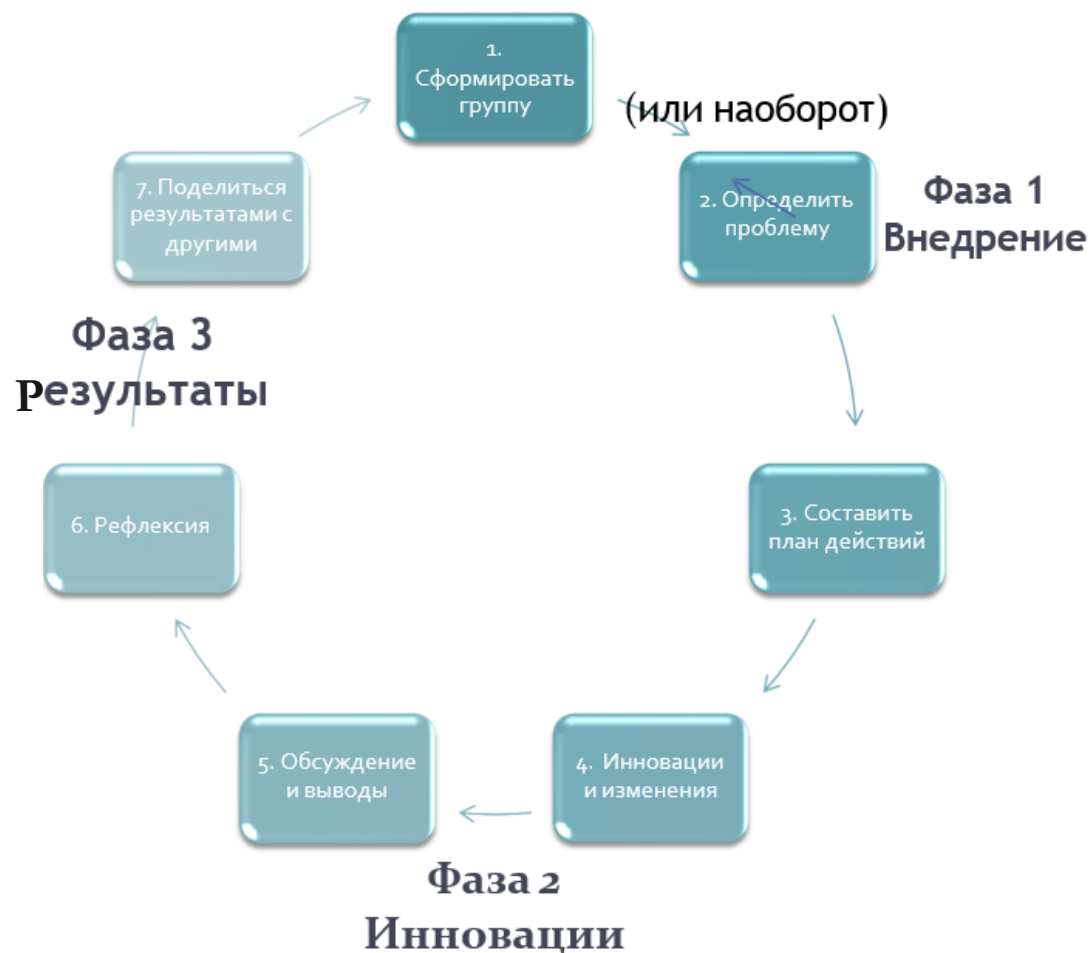 1.
Сформировать
группу
(или наоборот)
2. Определить
проблему
Фаза 1
Внедрение
3. Составить
план действий
4. Инновации
и изменения
Фаза 2
Инновации
5. Обсуждение
и выводы
6. Рефлексия
Фаза 3
Результаты
7. Поделиться
результатами с
другими